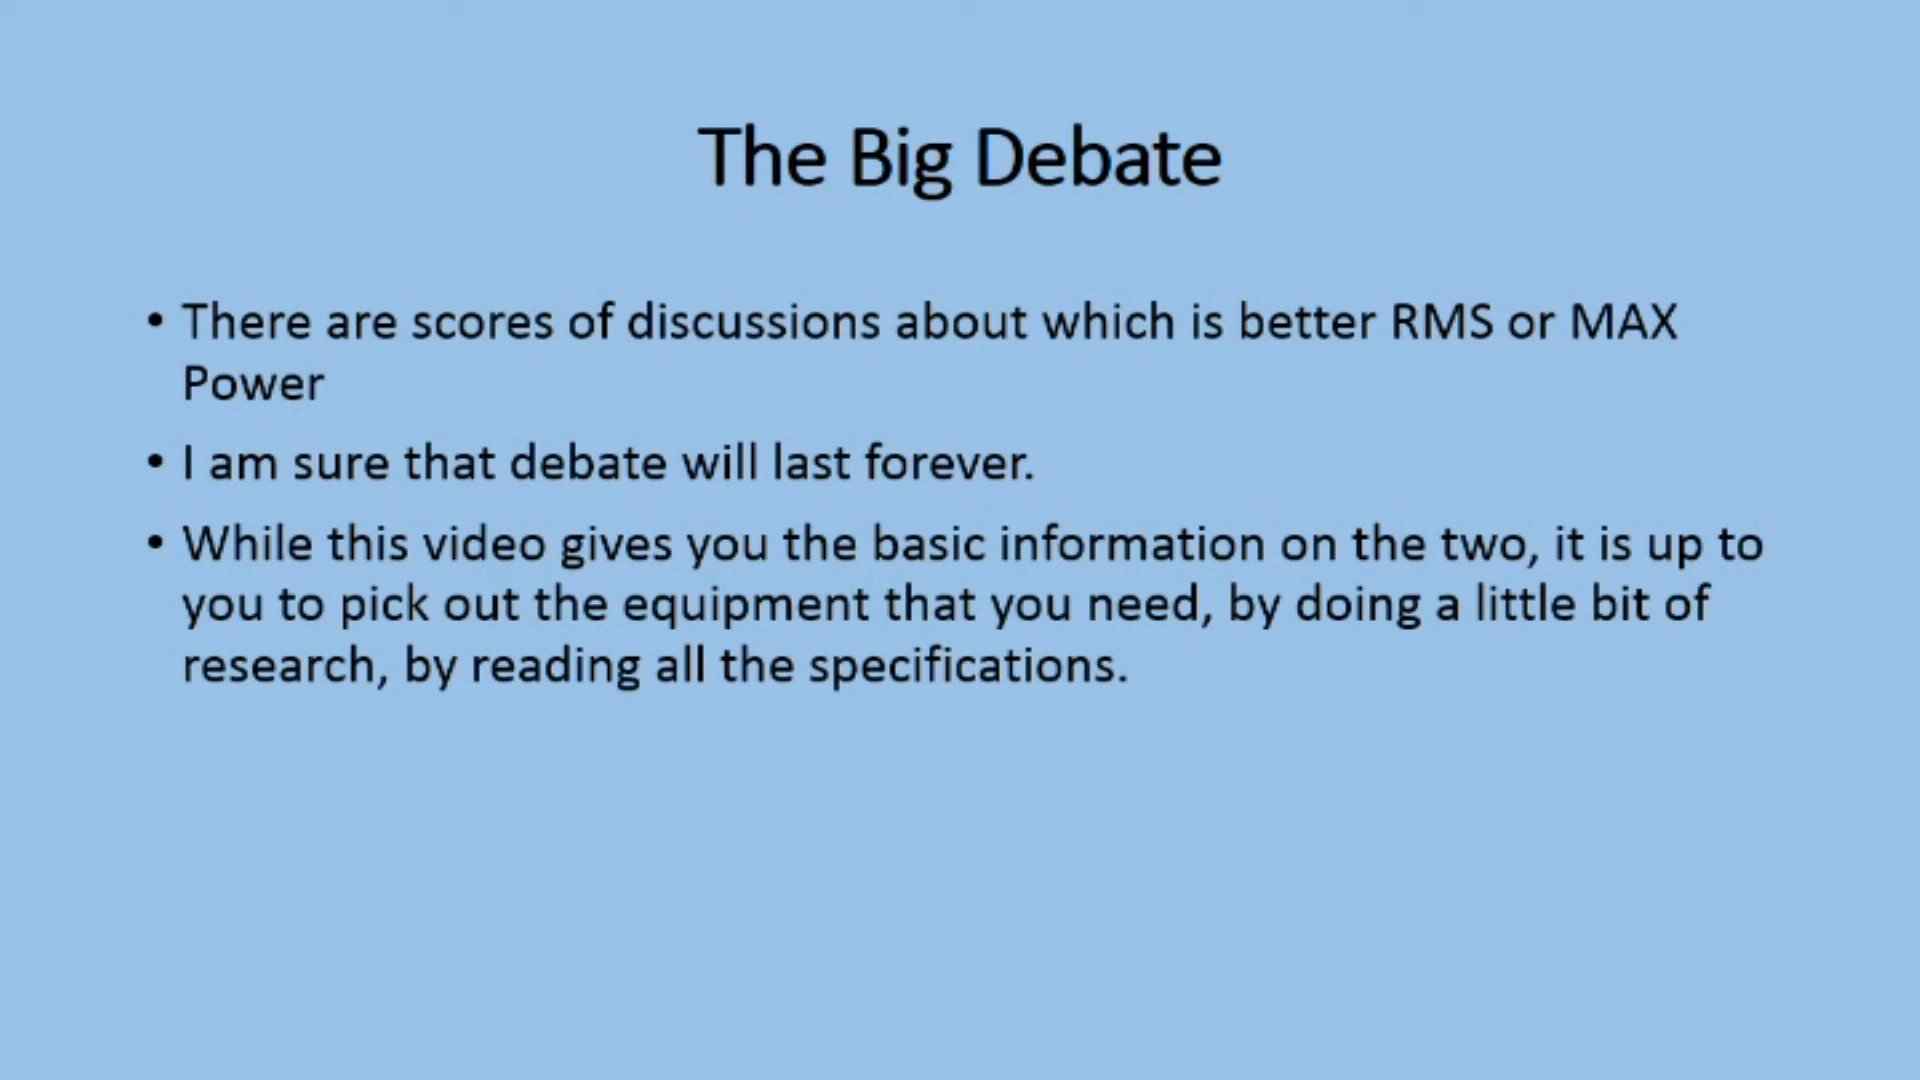 The Big Debate
• There are scores of discussions about which is better RMS or MAX
Power
• I am sure that debate will last forever.
• While this video gives you the basic information on the two, it is up to
you to pick out the equipment that you need, by doing a little bit of
research, by reading all the specifications.